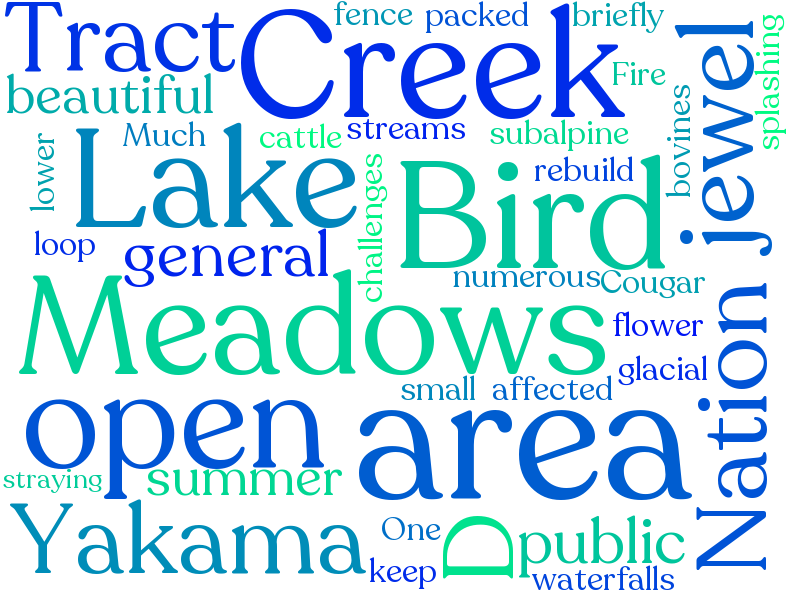 Tract
Creek
fence
packed
briefly
jewel
splashing
beautiful
Fire
bovines
lower
Much
cattle
streams
subalpine
Lake
challenges
Bird
rebuild
loop
general
numerous
Cougar
Meadows
flower
Nation
glacial
small
affected
open
area
straying
summer
Yakama
One
D
public
keep
waterfalls